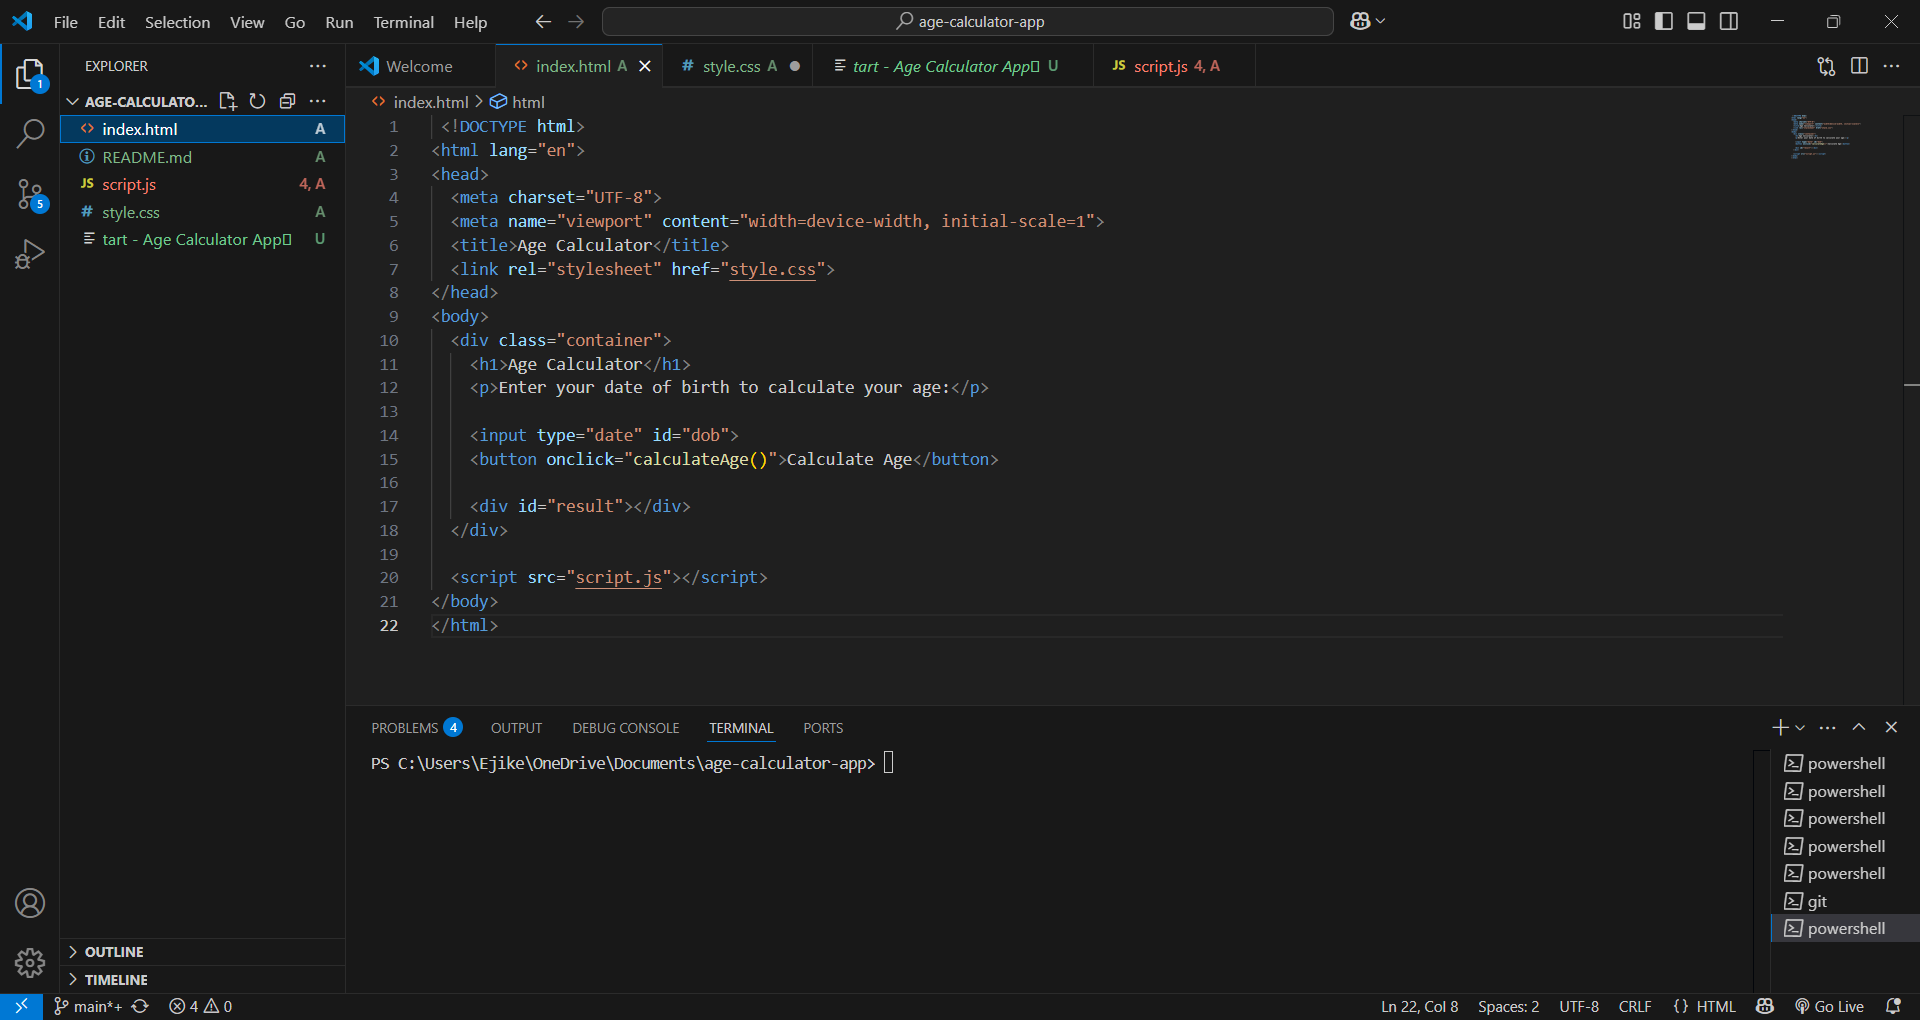 File Edit Selection View Go Run Terminal Help
age-calculator-app
EXPLORER
AGE-CALCULATO...
index.html A
README.md A
script.js 4, A
style.css A
tart - Age Calculator App U
1
5
OUTLINE
TIMELINE
Welcome
index.html A
# style.css A
tart - Age Calculator App U
JS script.js 4, A
index.html > html
1 <!DOCTYPE html>
2 <html lang="en">
3 <head>
4 <meta charset="UTF-8">
5 <meta name="viewport" content="width=device-width, initial-scale=1">
6 <title>Age Calculator</title>
7 <link rel="stylesheet" href="style.css">
8 </head>
9 <body>
10 <div class="container">
11 <h1>Age Calculator</h1>
12 <p>Enter your date of birth to calculate your age:</p>
13
14 <input type="date" id="dob">
15 <button onclick="calculateAge()">Calculate Age</button>
16
17 <div id="result"></div>
18 </div>
19
20 <script src="script.js"></script>
21 </body>
22 </html>
PROBLEMS 4 OUTPUT DEBUG CONSOLE TERMINAL PORTS
PS C:\Users\Ejike\OneDrive\Documents\age-calculator-app>
powershell
powershell
powershell
powershell
powershell
git
powershell
main*+ 4 0
Ln 22, Col 8 Spaces: 2 UTF-8 CRLF {} HTML Go Live